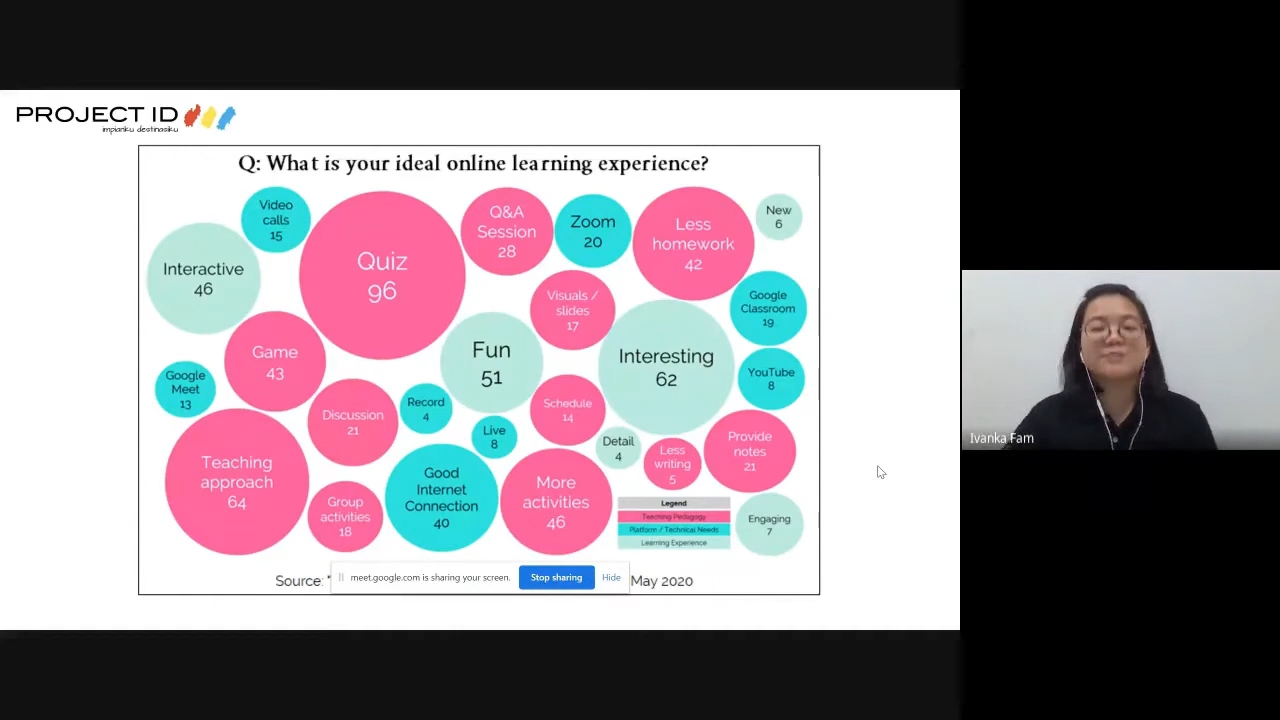 PROJECT ID
impianku destinasiku
Q: What is your ideal online learning experience?
Video
calls
15
Interactive
46
Quiz
96
Q&A
Session
28
Zoom
20
Less
homework
42
New
6
Visuals /
slides
17
Google
Classroom
19
Game
43
Fun
51
Interesting
62
Google
Meet
13
YouTube
8
Discussion
21
Record
4
Schedule
14
Live
8
Detail
4
Less
writing
5
Provide
notes
21
Teaching
approach
64
Group
activities
18
Good
Internet
Connection
40
More
activities
46
Legend
Teaching Pedagogy
Platform / Technical Needs
Learning Experience
Engaging
7
Source: "
May 2020
meet.google.com is sharing your screen.
Stop sharing
Hide
Ivanka Fam